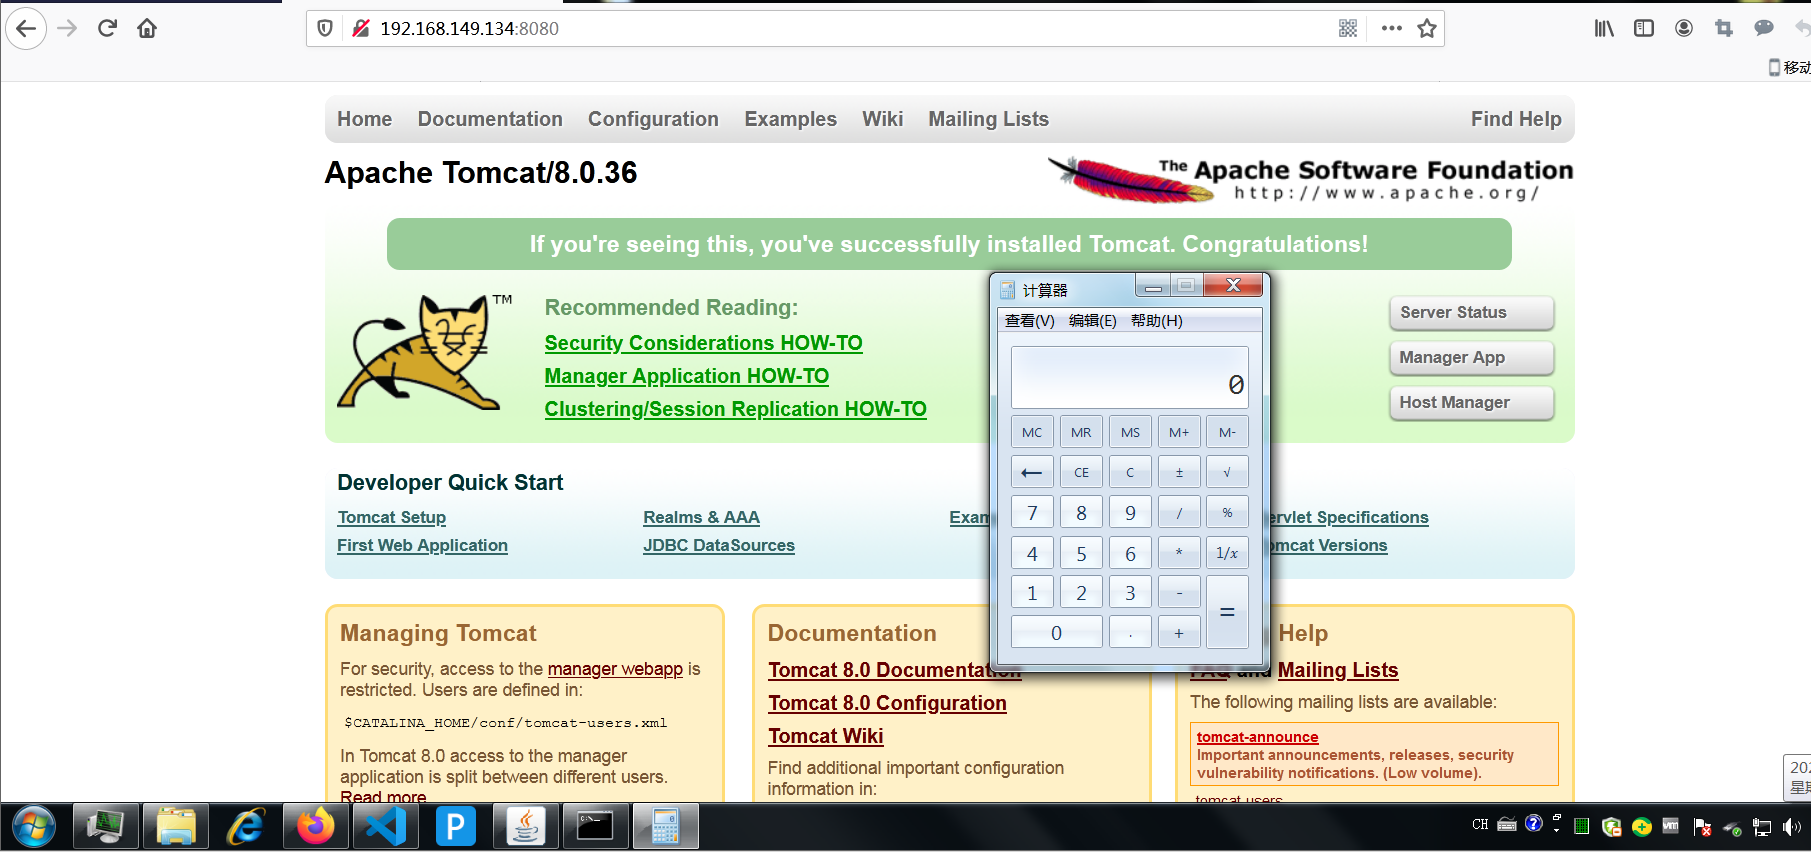 192.168.149.134:8080
移动
Home Documentation Configuration Examples Wiki Mailing Lists Find Help
Apache Tomcat/8.0.36
The Apache Software Foundation
http://www.apache.org/
If you're seeing this, you've successfully installed Tomcat. Congratulations!
TM
Recommended Reading:
Security Considerations HOW-TO
Manager Application HOW-TO
Clustering/Session Replication HOW-TO
计算器
查看(V) 编辑(E) 帮助(H)
0
MC MR MS M+ M-
← CE C ± √
7 8 9 / %
4 5 6 * 1/x
1 2 3 - =
0 . +
Server Status
Manager App
Host Manager
Developer Quick Start
Tomcat Setup Realms & AAA Exam ervlet Specifications
First Web Application JDBC DataSources omcat Versions
Managing Tomcat
For security, access to the manager webapp is
restricted. Users are defined in:
$CATALINA_HOME/conf/tomcat-users.xml
In Tomcat 8.0 access to the manager
application is split between different users.
Read more
Documentation
Tomcat 8.0 Documentation
Tomcat 8.0 Configuration
Tomcat Wiki
Find additional important configuration
information in:
Help
FAQ and Mailing Lists
The following mailing lists are available:
tomcat-announce
Important announcements, releases, security
vulnerability notifications. (Low volume).
tomcat-users
202
P
C:\_
CH